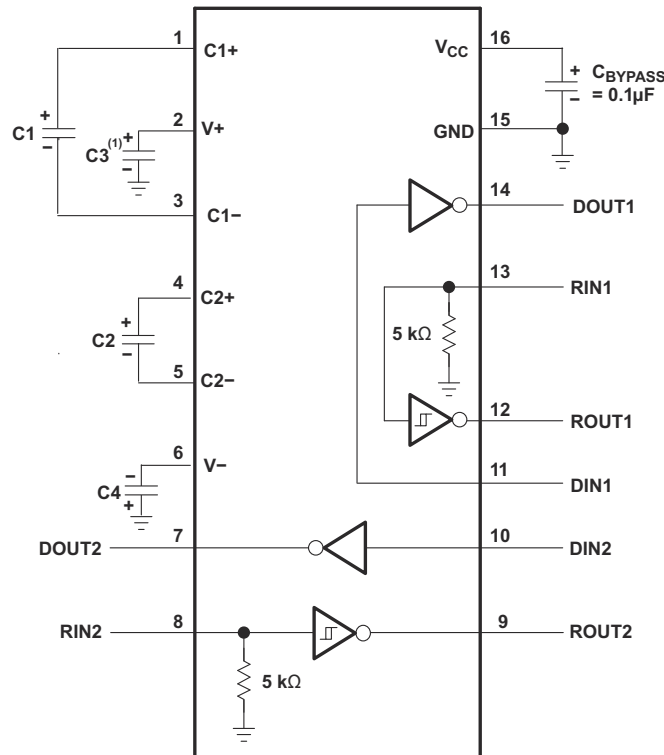 1
C1+
C1
+
−
2
V+
C3(1)
+
−
3
C1−
4
C2+
C2
+
−
5
C2−
6
V−
C4
−
+
DOUT2
7
RIN2
8
5 kΩ
VCC
16
+
−
CBYPASS
= 0.1µF
GND
15
14
DOUT1
13
RIN1
5 kΩ
12
ROUT1
11
DIN1
10
DIN2
9
ROUT2